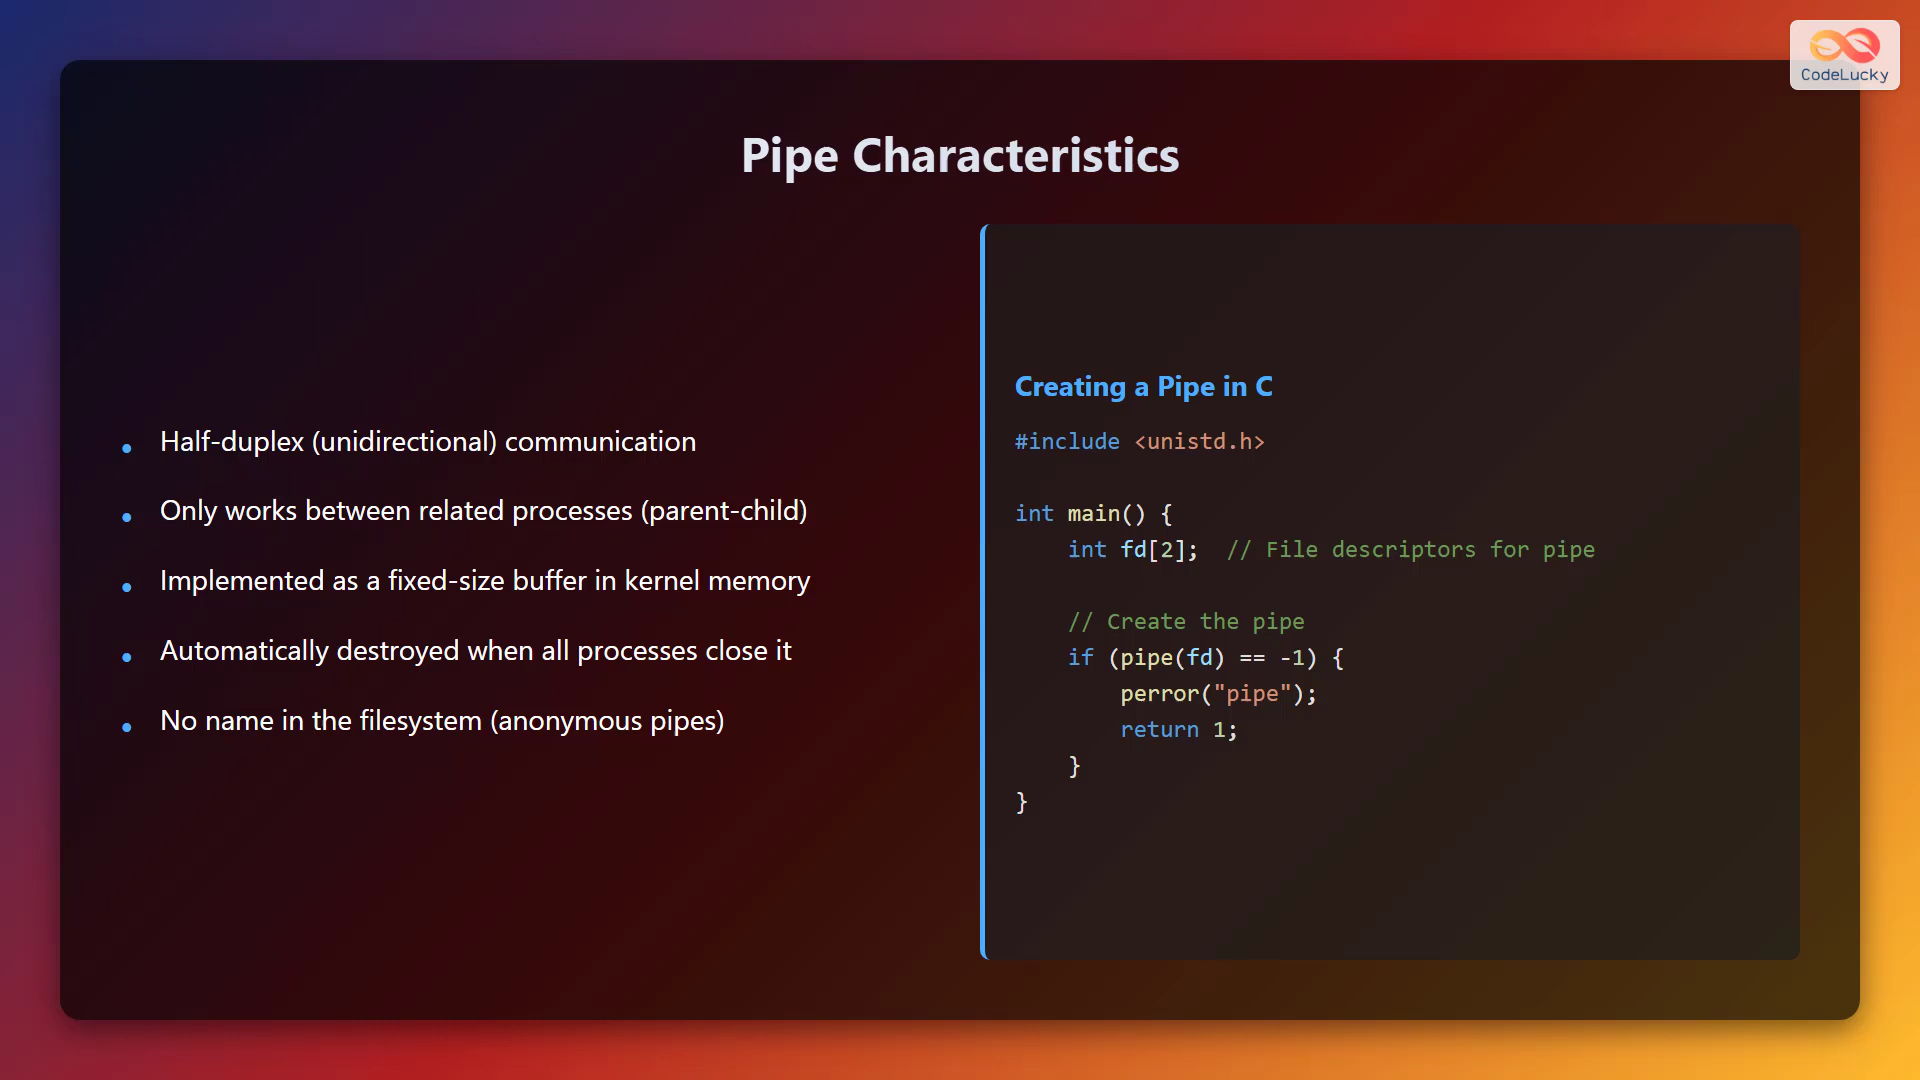 CodeLucky
Pipe Characteristics
Half-duplex (unidirectional) communication
Only works between related processes (parent-child)
Implemented as a fixed-size buffer in kernel memory
Automatically destroyed when all processes close it
No name in the filesystem (anonymous pipes)
Creating a Pipe in C
#include <unistd.h>
int main() {
    int fd[2];  // File descriptors for pipe
    // Create the pipe
    if (pipe(fd) == -1) {
        perror("pipe");
        return 1;
    }
}